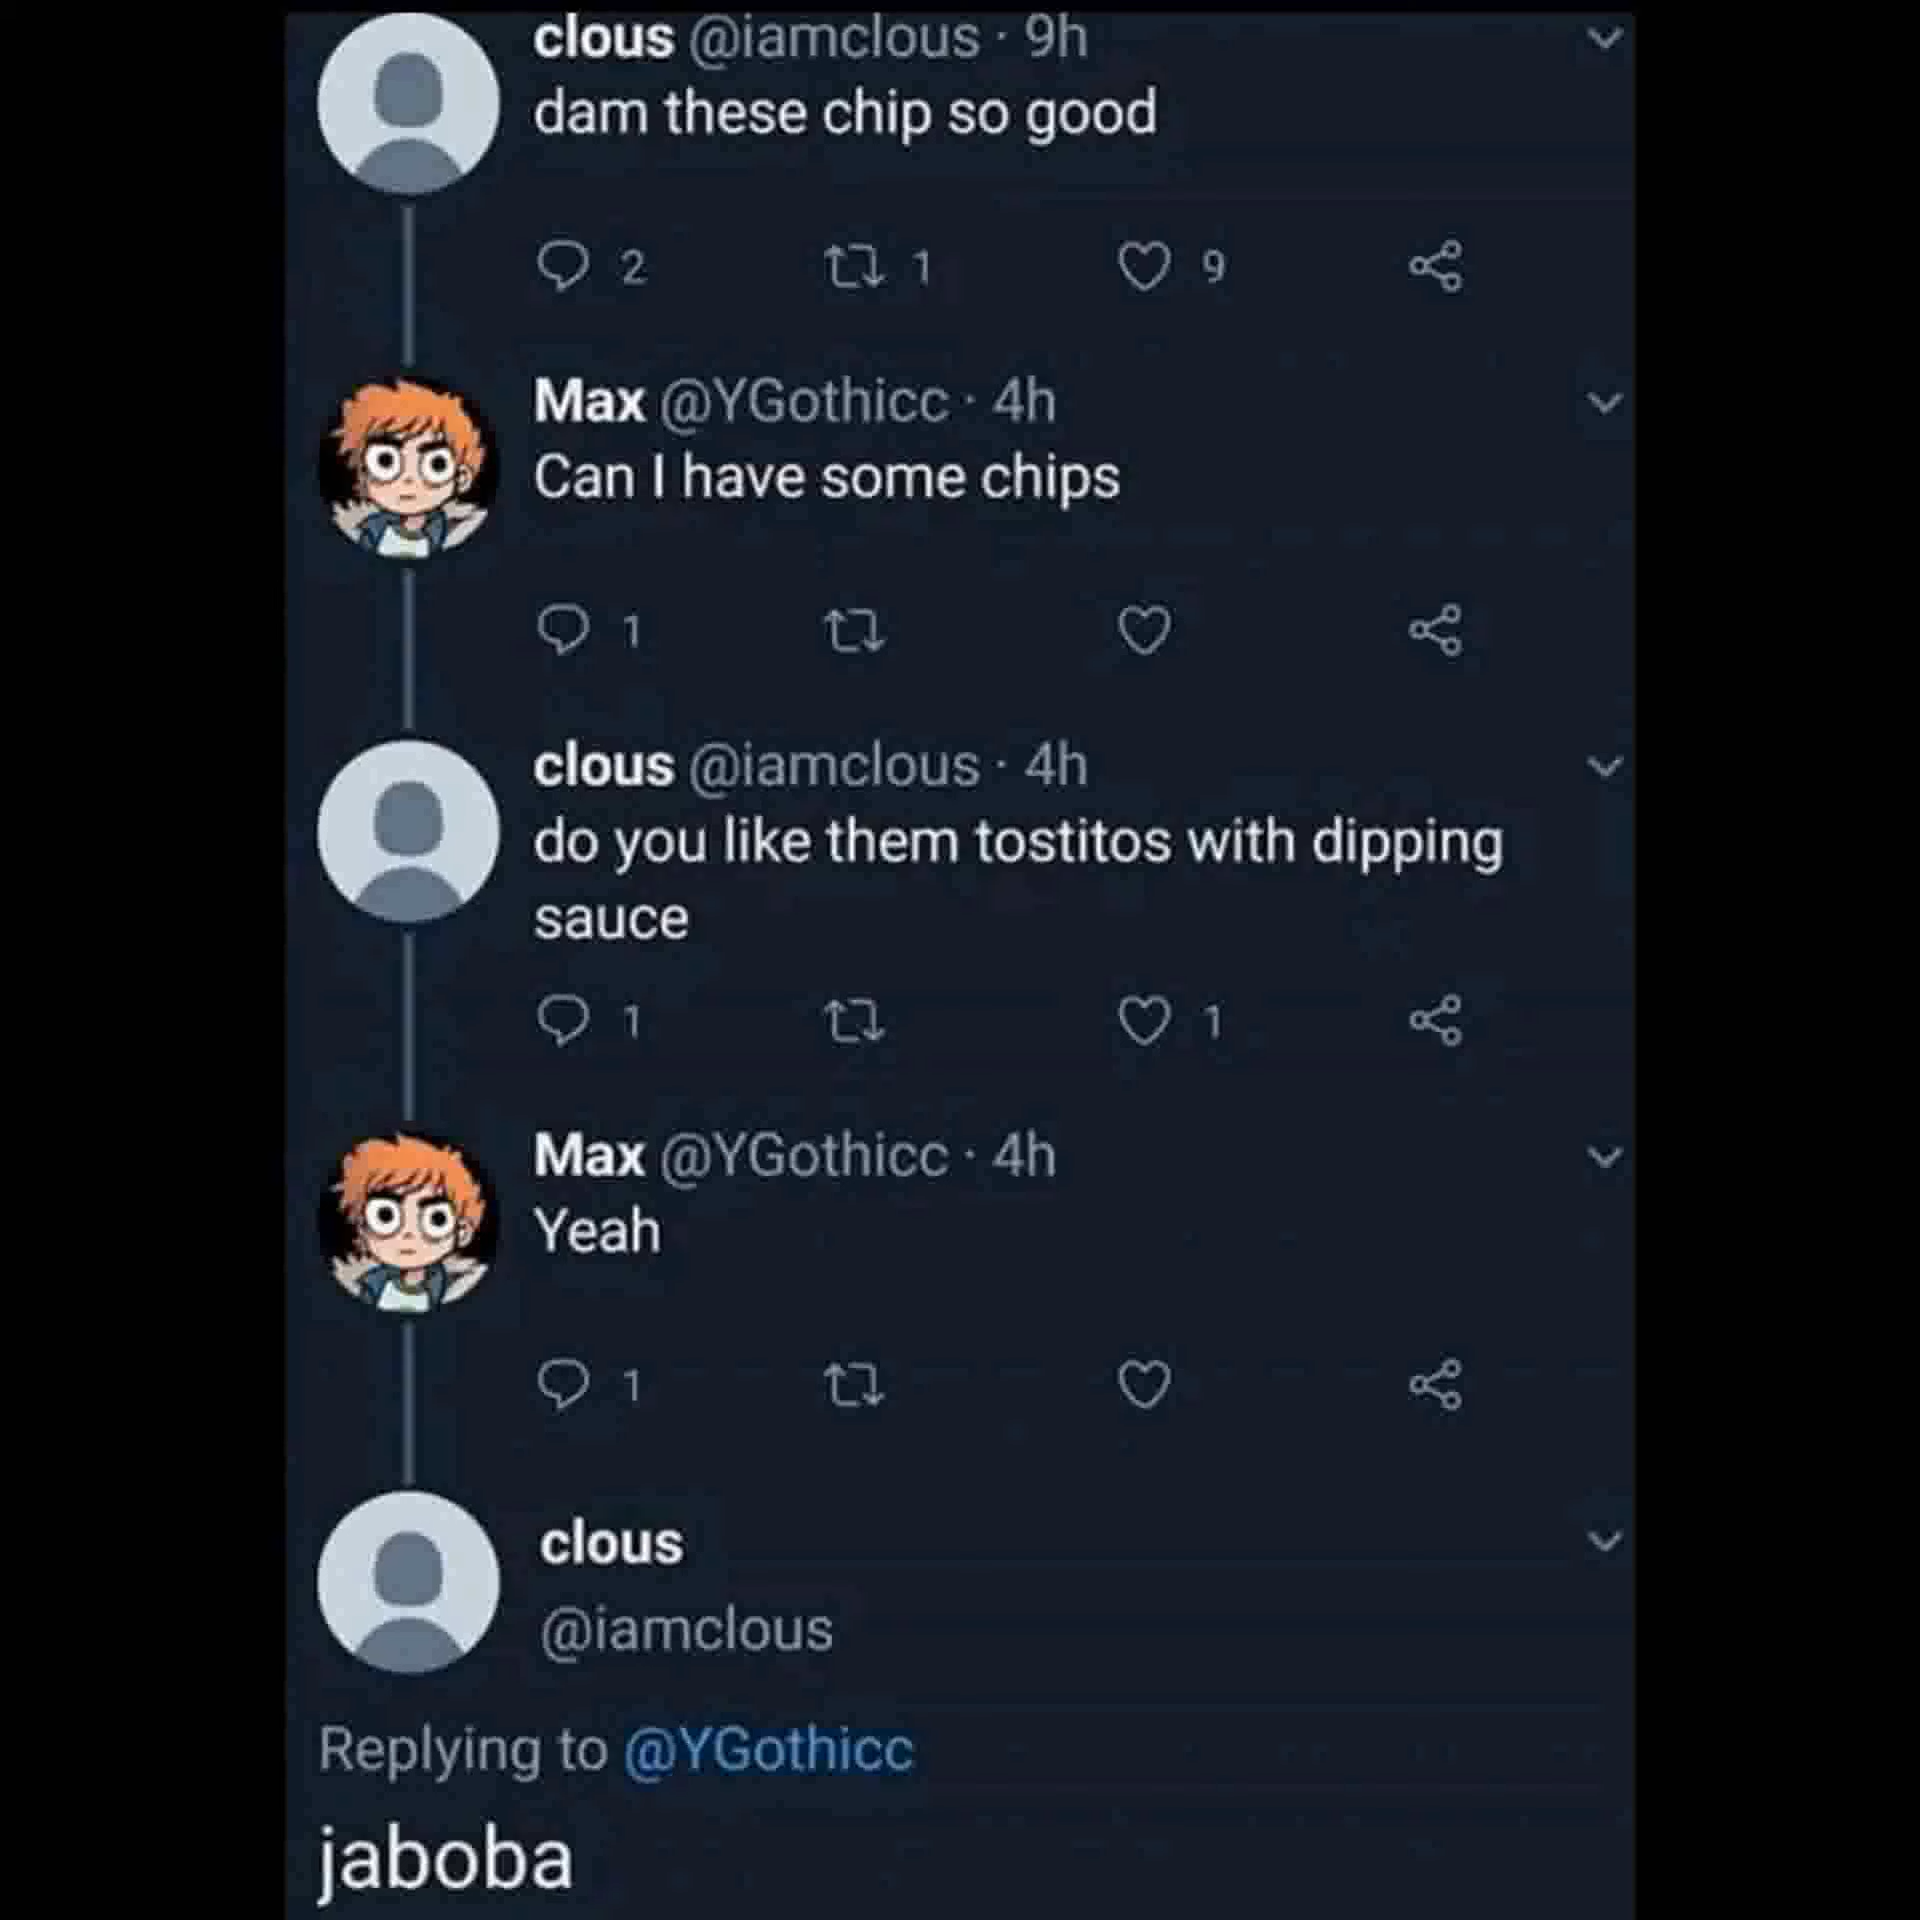 clous @iamclous · 9h
dam these chip so good
2 1 9
Max @YGothicc · 4h
Can I have some chips
1
clous @iamclous · 4h
do you like them tostitos with dipping
sauce
1 1
Max @YGothicc · 4h
Yeah
1
clous
@iamclous
Replying to @YGothicc
jaboba